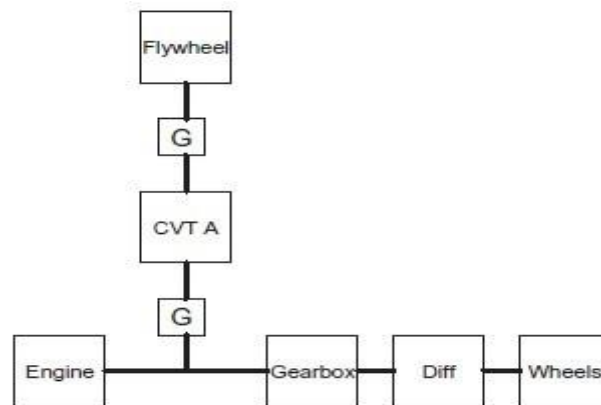 Flywheel
G
CVT A
G
Engine
Gearbox
Diff
Wheels